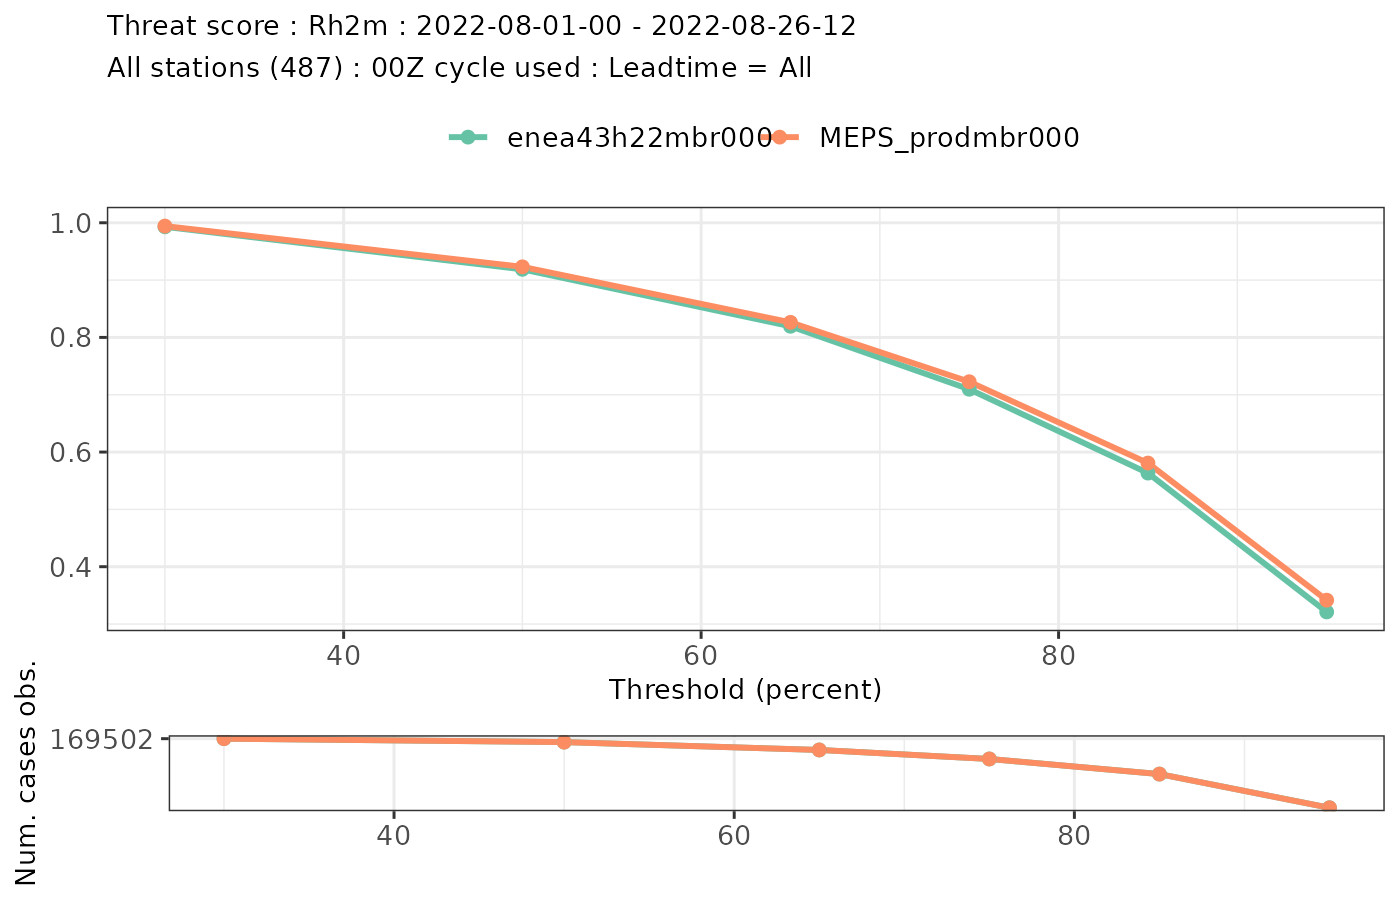 Threat score : Rh2m : 2022-08-01-00 - 2022-08-26-12
All stations (487) : 00Z cycle used : Leadtime = All
enea43h22mbr000 MEPS_prodmbr000
1.0
0.8
0.6
0.4
40 60 80
Threshold (percent)
Num. cases obs.
169502
40 60 80